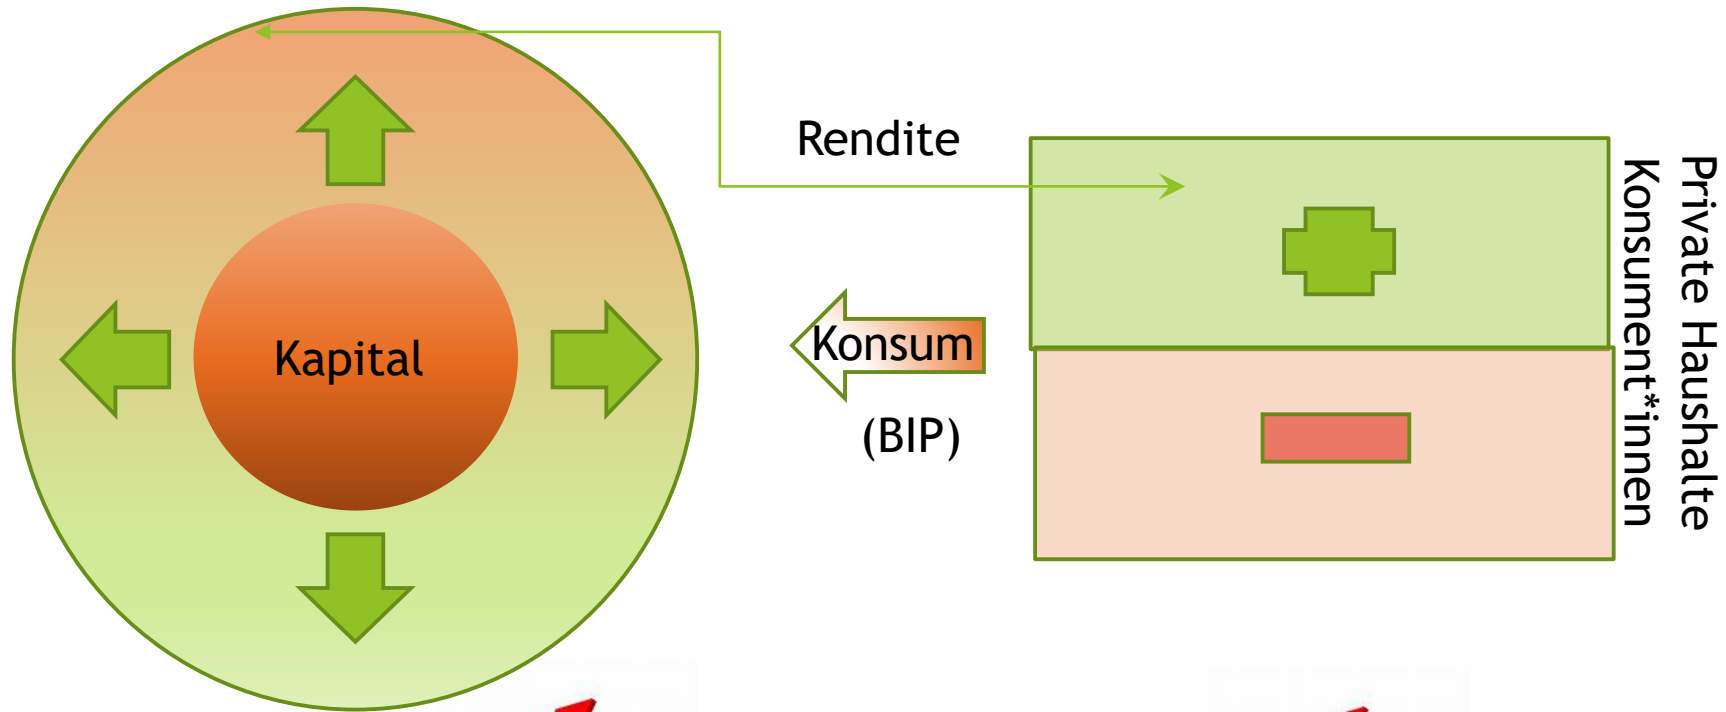 Rendite
Kapital
Konsum
(BIP)
Private Haushalte
Konsument*innen